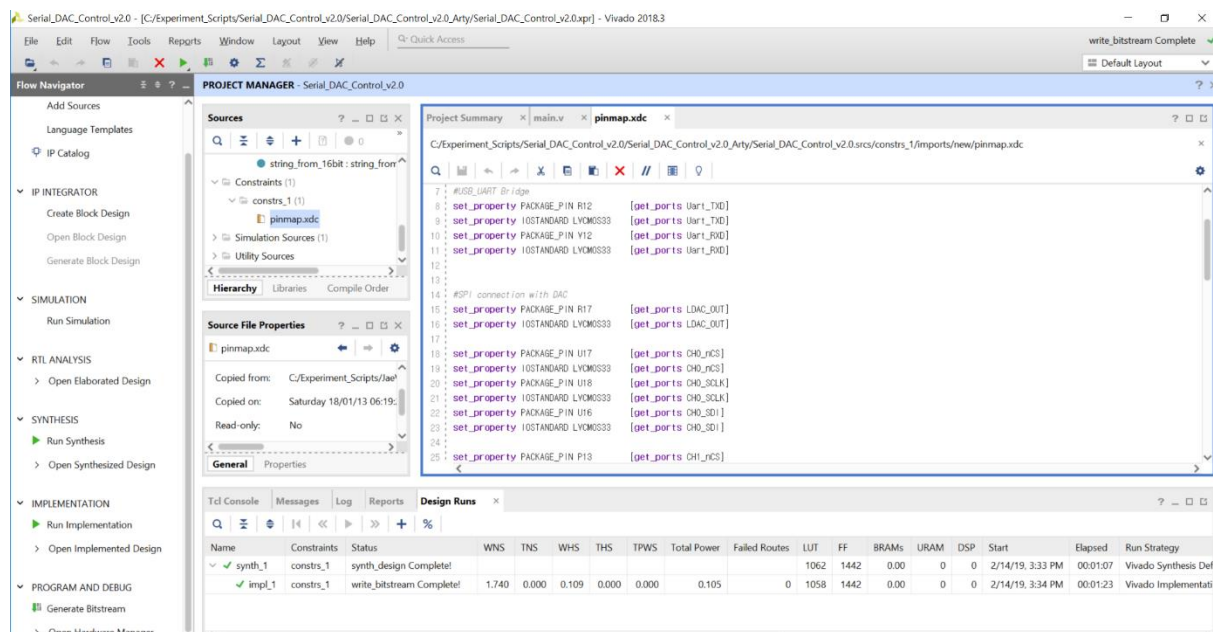 Serial_DAC_Control_v2.0 - [C:/Experiment_Scripts/Serial_DAC_Control_v2.0/Serial_DAC_Control_v2.0_Arty/Serial_DAC_Control_v2.0.xpr] - Vivado 2018.3
File Edit Flow Tools Reports Window Layout View Help Quick Access
write_bitstream Complete
Default Layout
Flow Navigator
Add Sources
Language Templates
IP Catalog
IP INTEGRATOR
Create Block Design
Open Block Design
Generate Block Design
SIMULATION
Run Simulation
RTL ANALYSIS
Open Elaborated Design
SYNTHESIS
Run Synthesis
Open Synthesized Design
IMPLEMENTATION
Run Implementation
Open Implemented Design
PROGRAM AND DEBUG
Generate Bitstream
Open Hardware Manager
PROJECT MANAGER - Serial_DAC_Control_v2.0
Sources
0
string_from_16bit : string_from
Constraints (1)
constrs_1 (1)
pinmap.xdc
Simulation Sources (1)
Utility Sources
Hierarchy Libraries Compile Order
Source File Properties
pinmap.xdc
Copied from: C:/Experiment_Scripts/Jae
Copied on: Saturday 18/01/13 06:19:
Read-only: No
General Properties
Project Summary main.v pinmap.xdc
C:/Experiment_Scripts/Serial_DAC_Control_v2.0/Serial_DAC_Control_v2.0_Arty/Serial_DAC_Control_v2.0.srcs/constrs_1/imports/new/pinmap.xdc
7 #USB_UART Bridge
8 set_property PACKAGE_PIN R12 [get_ports Uart_TXD]
9 set_property IOSTANDARD LVCMOS33 [get_ports Uart_TXD]
10 set_property PACKAGE_PIN V12 [get_ports Uart_RXD]
11 set_property IOSTANDARD LVCMOS33 [get_ports Uart_RXD]
12
13
14 #SPI connection with DAC
15 set_property PACKAGE_PIN R17 [get_ports LDAC_OUT]
16 set_property IOSTANDARD LVCMOS33 [get_ports LDAC_OUT]
17
18 set_property PACKAGE_PIN U17 [get_ports CH0_nCS]
19 set_property IOSTANDARD LVCMOS33 [get_ports CH0_nCS]
20 set_property PACKAGE_PIN U18 [get_ports CH0_SCLK]
21 set_property IOSTANDARD LVCMOS33 [get_ports CH0_SCLK]
22 set_property PACKAGE_PIN U16 [get_ports CH0_SDI]
23 set_property IOSTANDARD LVCMOS33 [get_ports CH0_SDI]
24
25 set_property PACKAGE_PIN P13 [get_ports CH1_nCS]
Tcl Console Messages Log Reports Design Runs
Name Constraints Status WNS TNS WHS THS TPWS Total Power Failed Routes LUT FF BRAMs URAM DSP Start Elapsed Run Strategy
synth_1 constrs_1 synth_design Complete! 1062 1442 0.00 0 0 2/14/19, 3:33 PM 00:01:07 Vivado Synthesis Def
impl_1 constrs_1 write_bitstream Complete! 1.740 0.000 0.109 0.000 0.000 0.105 0 1058 1442 0.00 0 0 2/14/19, 3:34 PM 00:01:23 Vivado Implementati